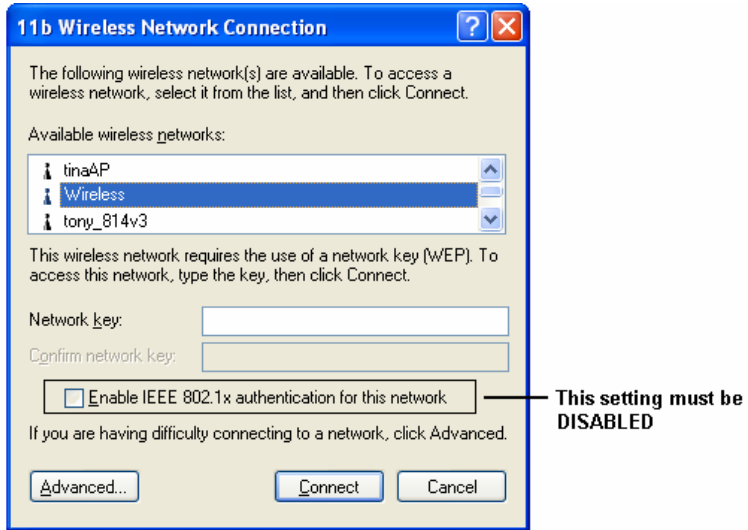 11b Wireless Network Connection
The following wireless network(s) are available. To access a
wireless network, select it from the list, and then click Connect.
Available wireless networks:
tinaAP
Wireless
tony_814v3
This wireless network requires the use of a network key (WEP). To
access this network, type the key, then click Connect.
Network key:
Confirm network key:
Enable IEEE 802.1x authentication for this network
This setting must be
DISABLED
If you are having difficulty connecting to a network, click Advanced.
Advanced... Connect Cancel